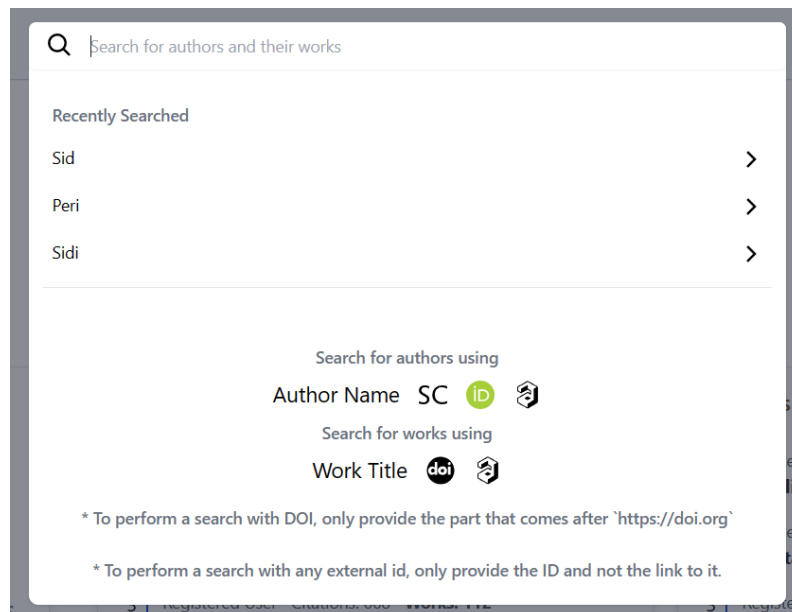 Search for authors and their works
Recently Searched
Sid
Peri
Sidi
Search for authors using
Author Name SC iD
Search for works using
Work Title doi
* To perform a search with DOI, only provide the part that comes after `https://doi.org`
* To perform a search with any external id, only provide the ID and not the link to it.